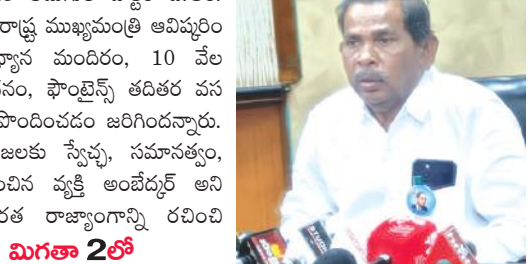 రాష్ట్ర ముఖ్యమంత్రి ఆవిష్కరిం
ధ్యాన మందిరం, 10 వేల
నం, ఫౌంటైన్స్ తదితర వస
పొందించడం జరిగిందన్నారు.
జలకు స్వేచ్ఛ, సమానత్వం,
చిన వ్యక్తి అంబేద్కర్ అని
రత రాజ్యాంగాన్ని రచించి
మిగతా 2లో